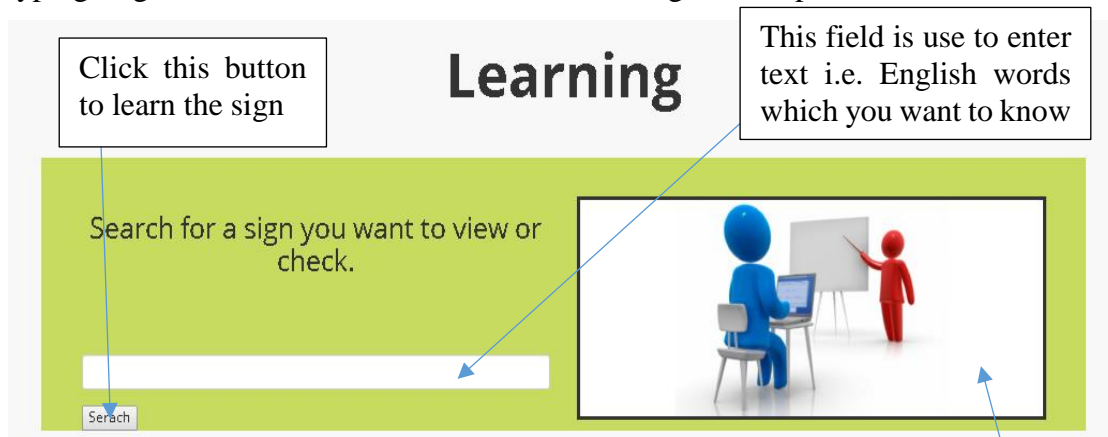 Click this button
to learn the sign
Learning
This field is use to enter
text i.e. English words
which you want to know
Search for a sign you want to view or
check.
Serach